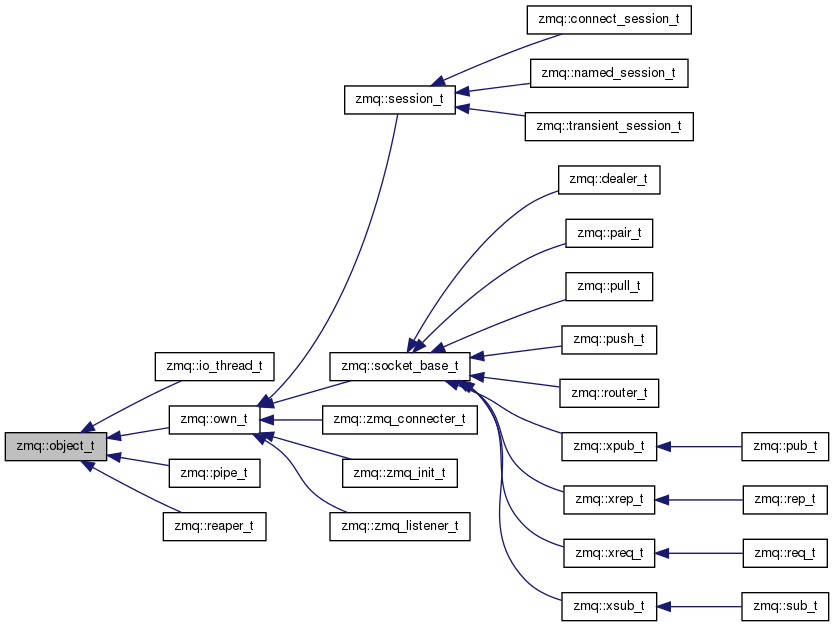 zmq::connect_session_t
zmq::named_session_t
zmq::session_t
zmq::transient_session_t
zmq::dealer_t
zmq::pair_t
zmq::pull_t
zmq::push_t
zmq::io_thread_t
zmq::socket_base_t
zmq::router_t
zmq::own_t
zmq::zmq_connecter_t
zmq::object_t
zmq::xpub_t
zmq::pub_t
zmq::pipe_t
zmq::zmq_init_t
zmq::xrep_t
zmq::rep_t
zmq::reaper_t
zmq::zmq_listener_t
zmq::xreq_t
zmq::req_t
zmq::xsub_t
zmq::sub_t